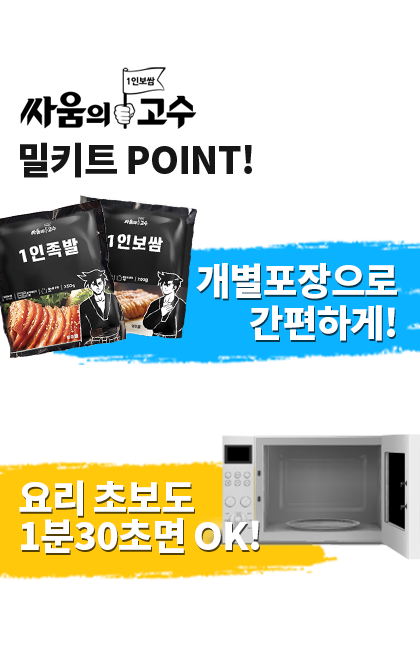 1인보쌈
싸움의고수
밀키트 POINT!
싸움의고수
1인족발
싸움의고수
1인보쌈
개별포장으로
간편하게!
요리 초보도
1분30초면 OK!